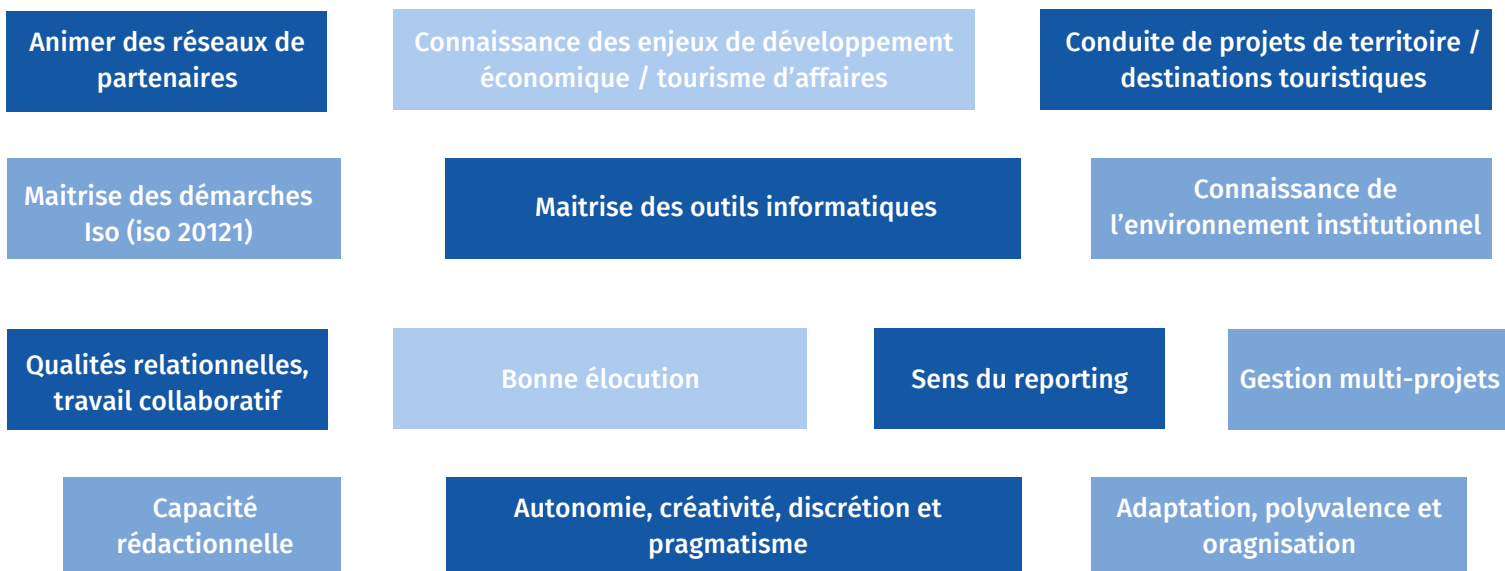 Animer des réseaux de
partenaires
Connaissance des enjeux de développement
économique / tourisme d’affaires
Conduite de projets de territoire /
destinations touristiques
Maitrise des démarches
Iso (iso 20121)
Maitrise des outils informatiques
Connaissance de
l’environnement institutionnel
Qualités relationnelles,
travail collaboratif
Bonne élocution
Sens du reporting
Gestion multi-projets
Capacité
rédactionnelle
Autonomie, créativité, discrétion et
pragmatisme
Adaptation, polyvalence et
oragnisation